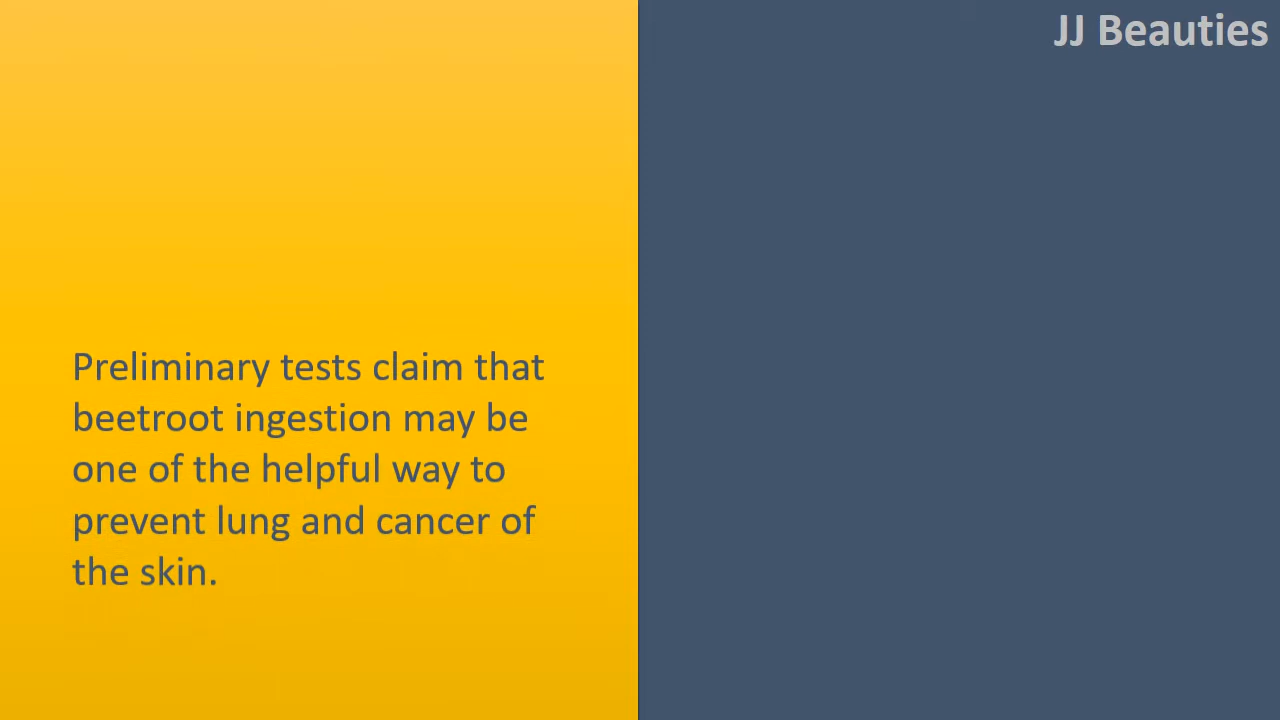 JJ Beauties
Preliminary tests claim that
beetroot ingestion may be
one of the helpful way to
prevent lung and cancer of
the skin.